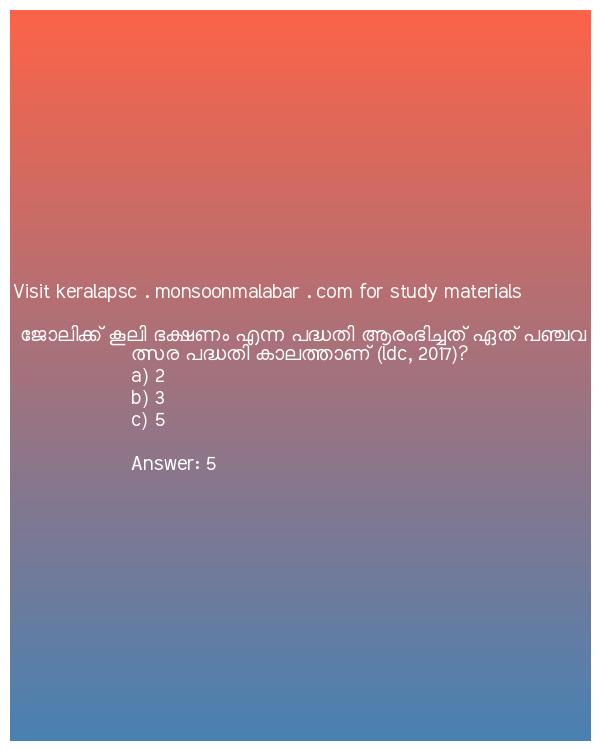 Visit keralapsc . monsoonmalabar . com for study materials
ജോലിക്ക് കൂലി ഭക്ഷണം എന്ന പദ്ധതി ആരംഭിച്ചത് ഏത് പഞ്ചവ
ത്സര പദ്ധതി കാലത്താണ് (ldc, 2017)?
a) 2
b) 3
c) 5
Answer: 5